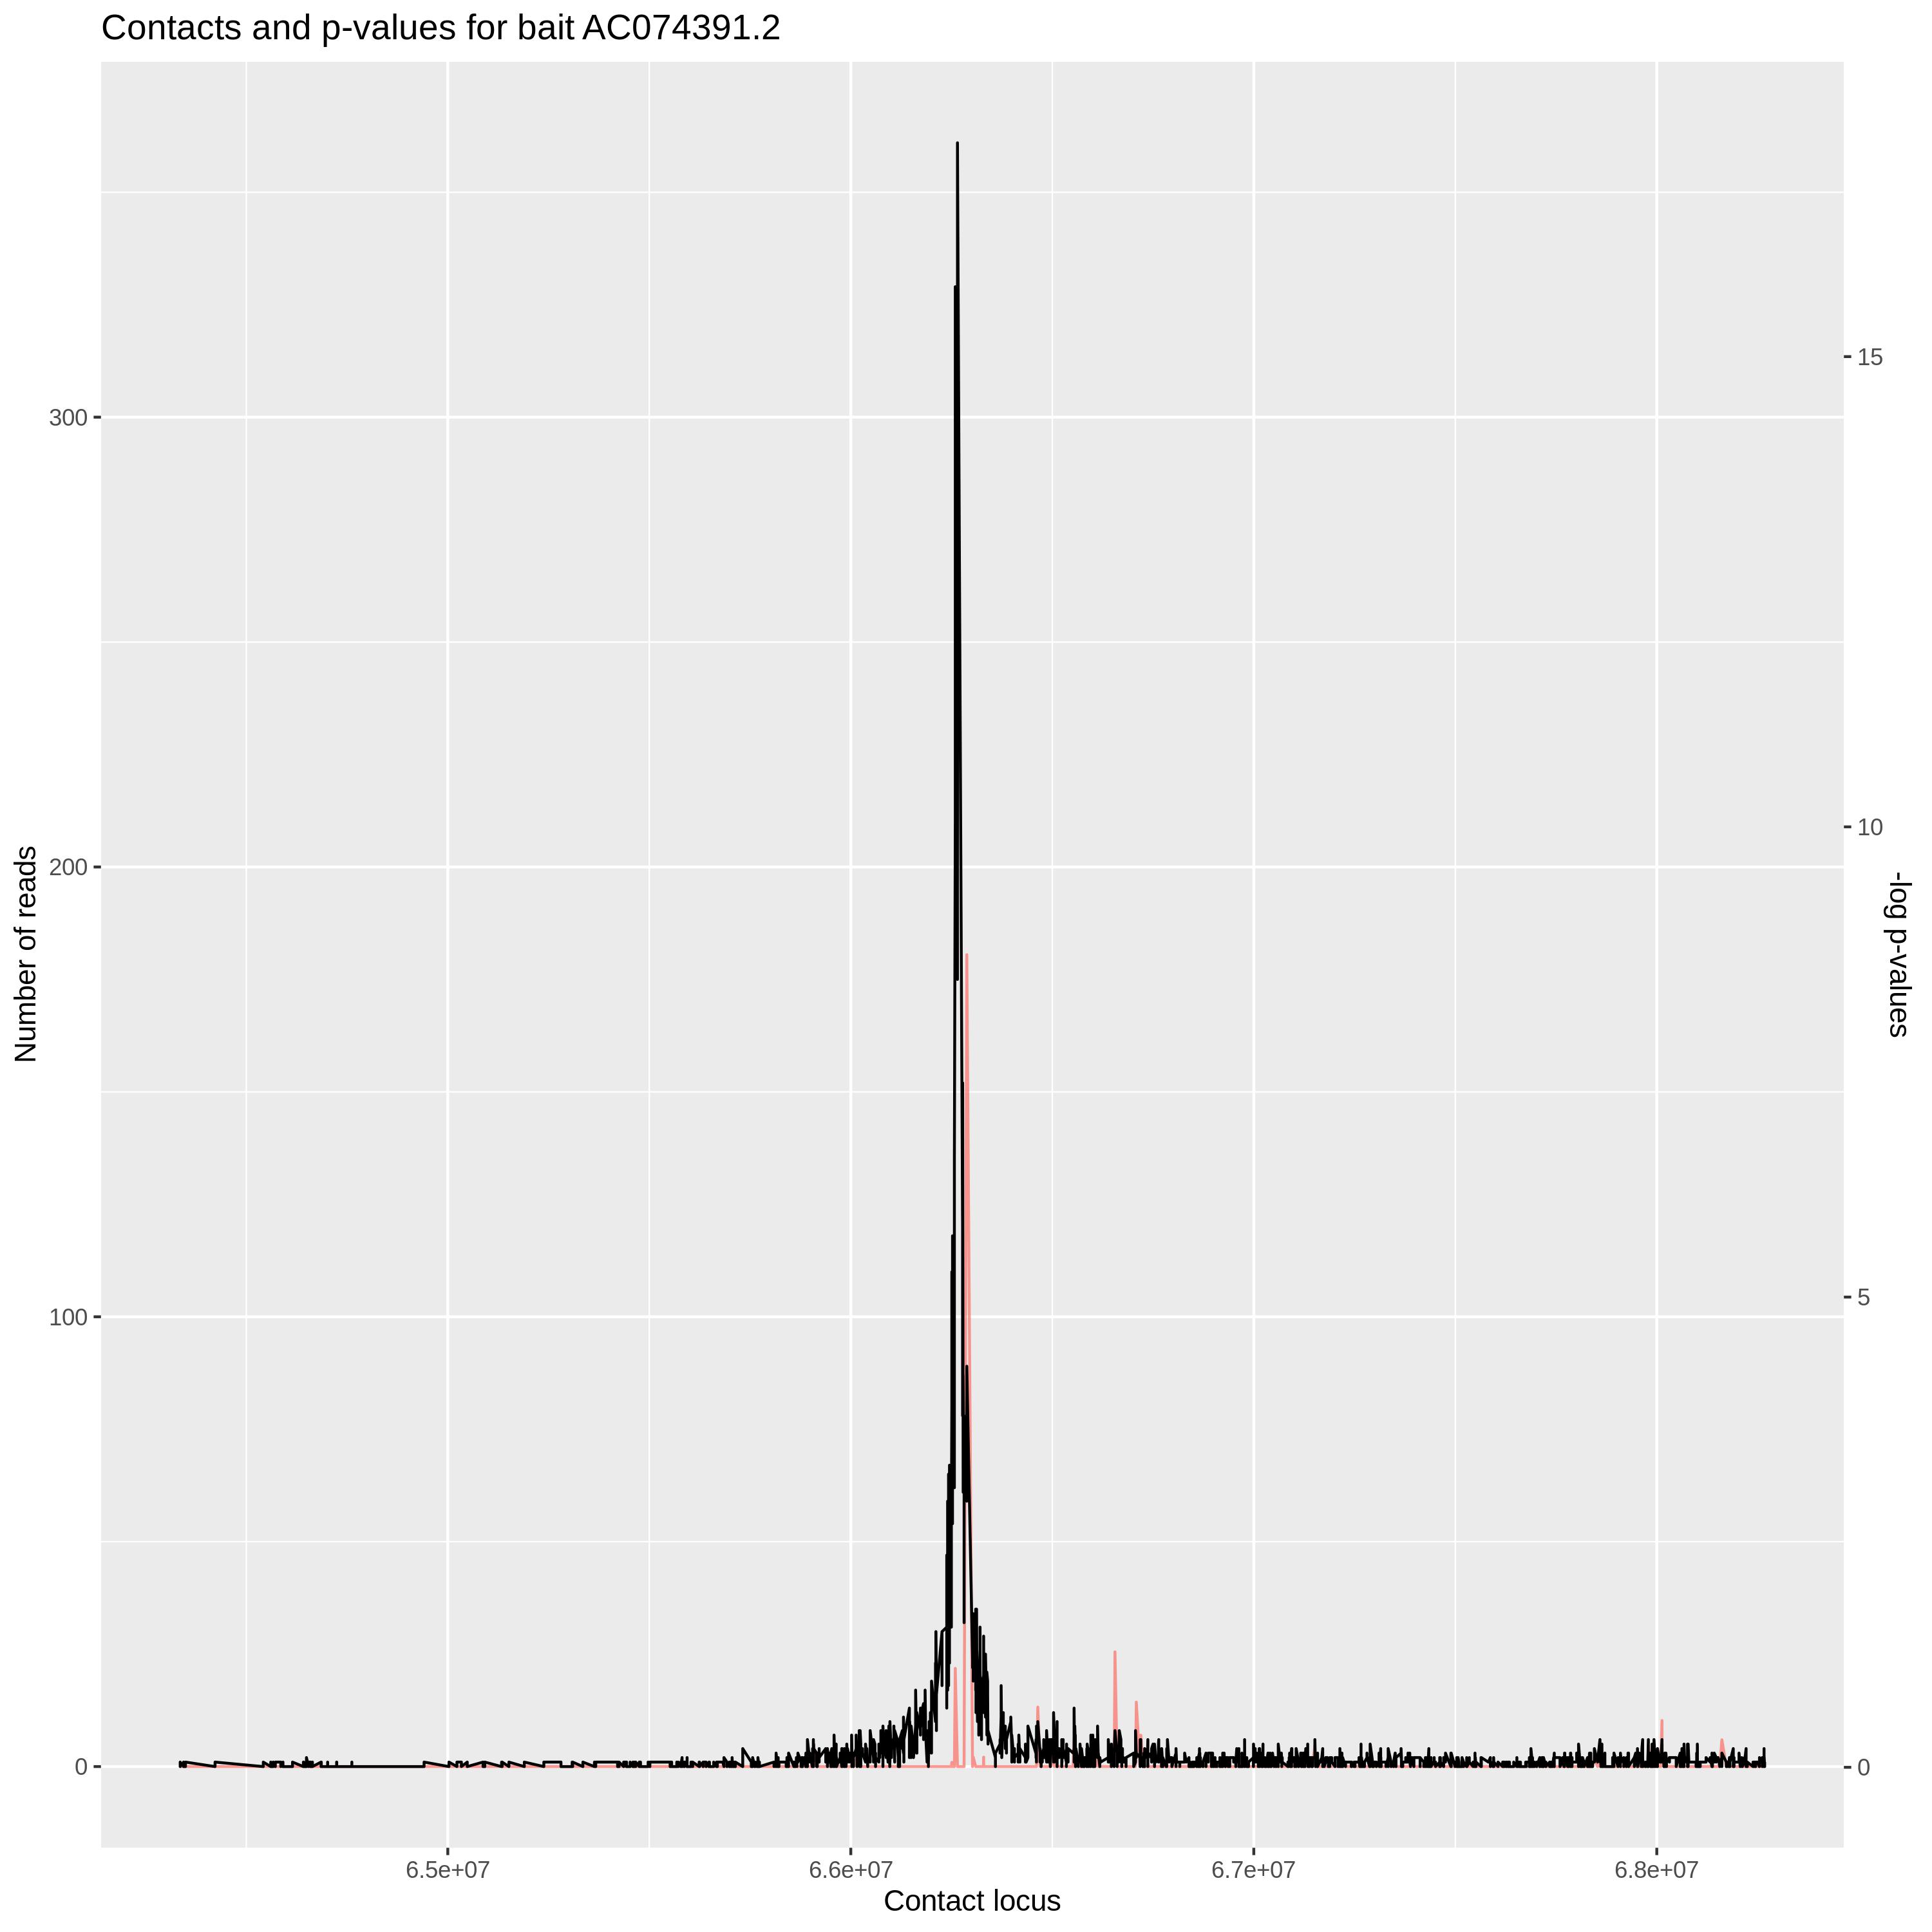 Contacts and p-values for bait AC074391.2
300
200
100
0
15
10
5
0
Number of reads
-log p-values
6.5e+07
6.6e+07
6.7e+07
6.8e+07
Contact locus